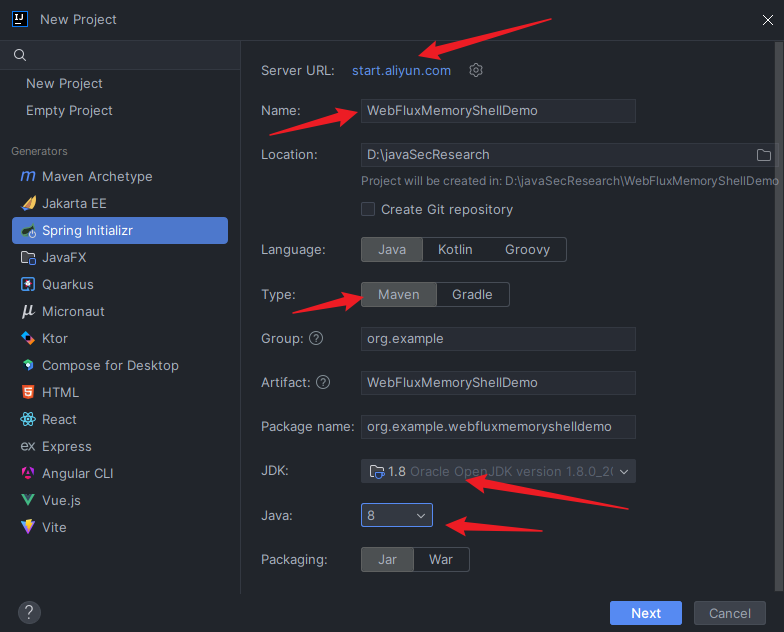 New Project
New Project
Empty Project
Generators
Maven Archetype
Jakarta EE
Spring Initializr
JavaFX
Quarkus
Micronaut
Ktor
Compose for Desktop
HTML
React
Express
Angular CLI
Vue.js
Vite
Server URL: start.aliyun.com
Name: WebFluxMemoryShellDemo
Location: D:\javaSecResearch
Project will be created in: D:\javaSecResearch\WebFluxMemoryShellDemo
Create Git repository
Language: Java Kotlin Groovy
Type: Maven Gradle
Group: ? org.example
Artifact: ? WebFluxMemoryShellDemo
Package name: org.example.webfluxmemoryshelldemo
JDK: 1.8 Oracle OpenJDK version 1.8.0_20
Java: 8
Packaging: Jar War
? Next Cancel